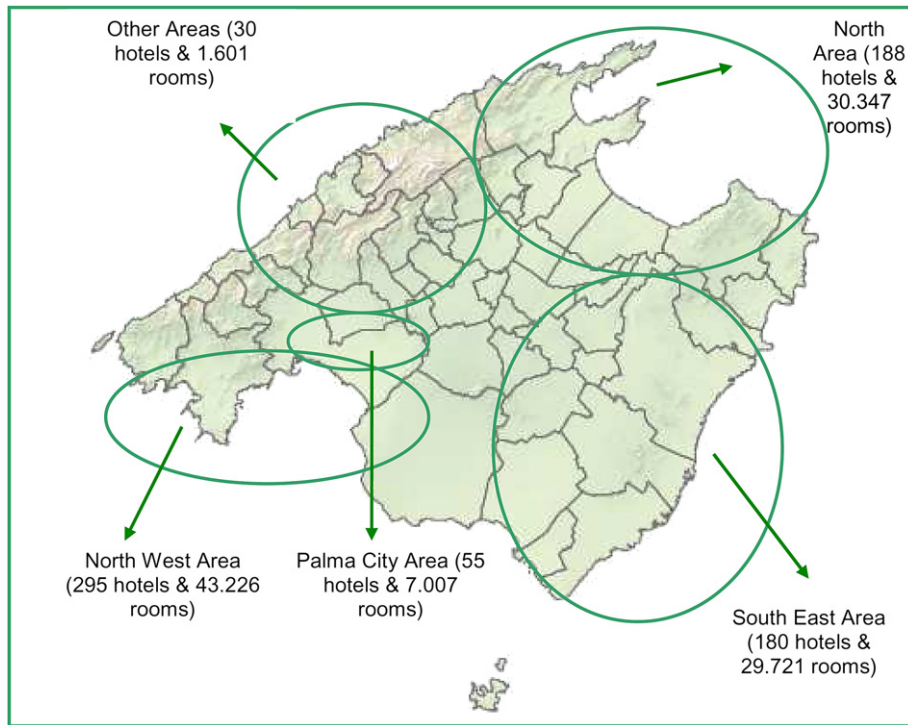 Other Areas (30
hotels & 1.601
rooms)
North
Area (188
hotels &
30.347
rooms)
North West Area
(295 hotels & 43.226
rooms)
Palma City Area (55
hotels & 7.007
rooms)
South East Area
(180 hotels &
29.721 rooms)